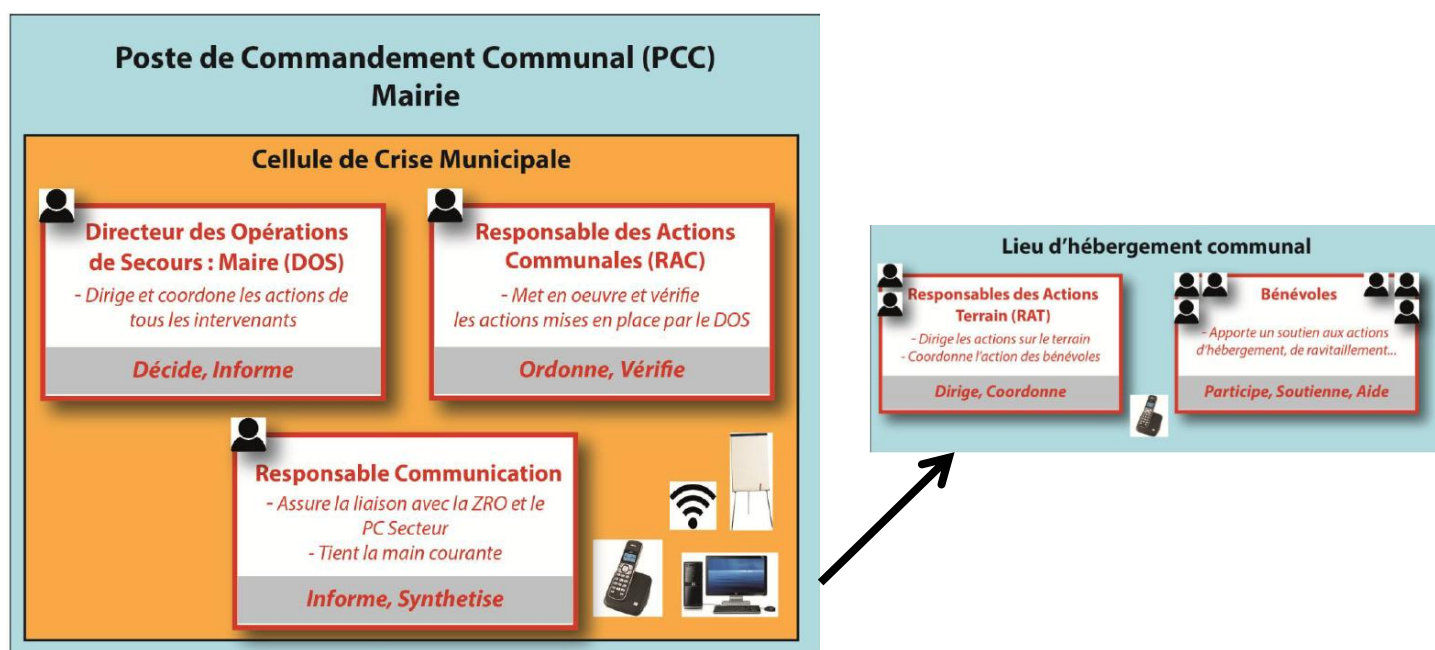 Poste de Commandement Communal (PCC)
Mairie
Cellule de Crise Municipale
Directeur des Opérations
de Secours : Maire (DOS)
- Dirige et coordone les actions de
tous les intervenants
Décide, Informe
Responsable des Actions
Communales (RAC)
- Met en oeuvre et vérifie
les actions mises en place par le DOS
Ordonne, Vérifie
Responsable Communication
- Assure la liaison avec la ZRO et le
PC Secteur
- Tient la main courante
Informe, Synthetise
Lieu d'hébergement communal
Responsables des Actions
Terrain (RAT)
- Dirige les actions sur le terrain
- Coordonne l'action des bénévoles
Dirige, Coordonne
Bénévoles
- Apporte un soutien aux actions
d'hébergement, de ravitaillement...
Participe, Soutienne, Aide